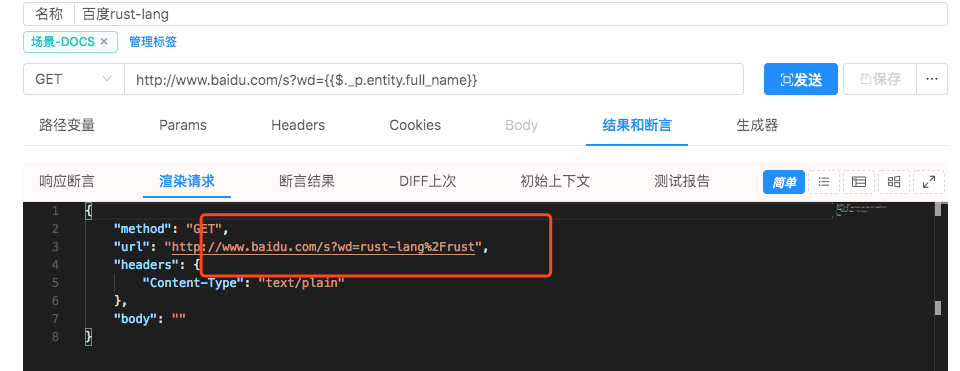 名称 百度rust-lang
场景-DOCS × 管理标签
GET http://www.baidu.com/s?wd={{$._p.entity.full_name}} 发送 保存 ...
路径变量 Params Headers Cookies Body 结果和断言 生成器
响应断言 渲染请求 断言结果 DIFF上次 初始上下文 测试报告 简单
1 {
2 "method": "GET",
3 "url": "http://www.baidu.com/s?wd=rust-lang%2Frust",
4 "headers": {
5 "Content-Type": "text/plain"
6 },
7 "body": ""
8 }